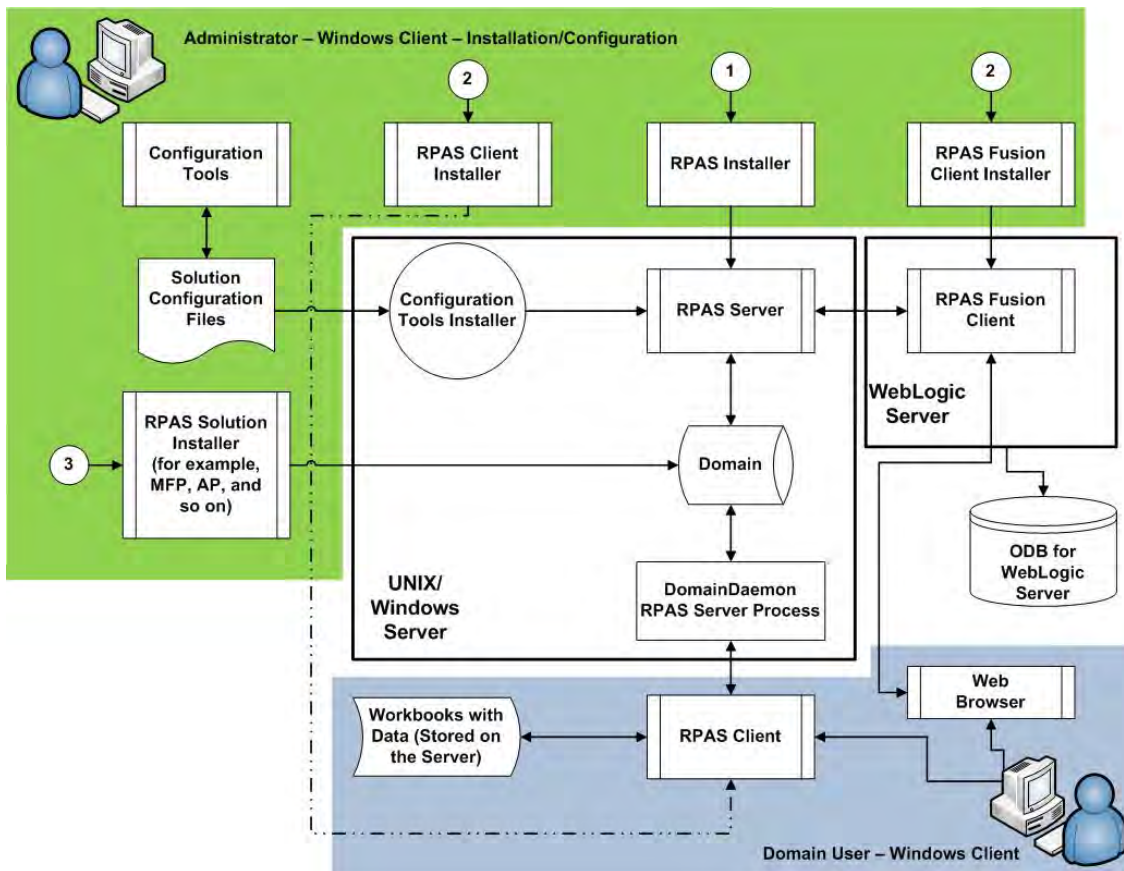 Administrator – Windows Client – Installation/Configuration
2
1
2
Configuration
Tools
RPAS Client
Installer
RPAS Installer
RPAS Fusion
Client Installer
Solution
Configuration
Files
Configuration
Tools Installer
RPAS Server
RPAS Fusion
Client
WebLogic
Server
3
RPAS Solution
Installer
(for example,
MFP, AP, and
so on)
Domain
ODB for
WebLogic
Server
UNIX/
Windows
Server
DomainDaemon
RPAS Server Process
Web
Browser
Workbooks with
Data (Stored on
the Server)
RPAS Client
Domain User – Windows Client